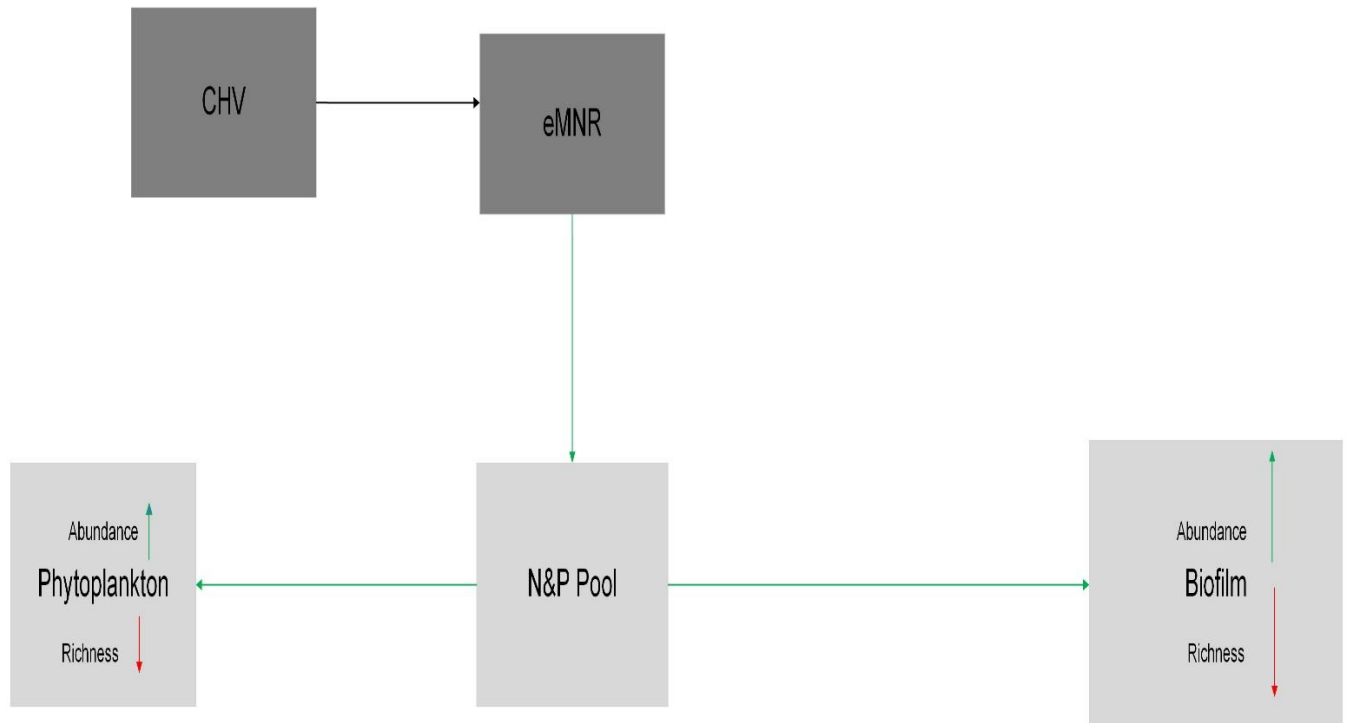 CHV
eMNR
Abundance
Phytoplankton
Richness
N&P Pool
Abundance
Biofilm
Richness